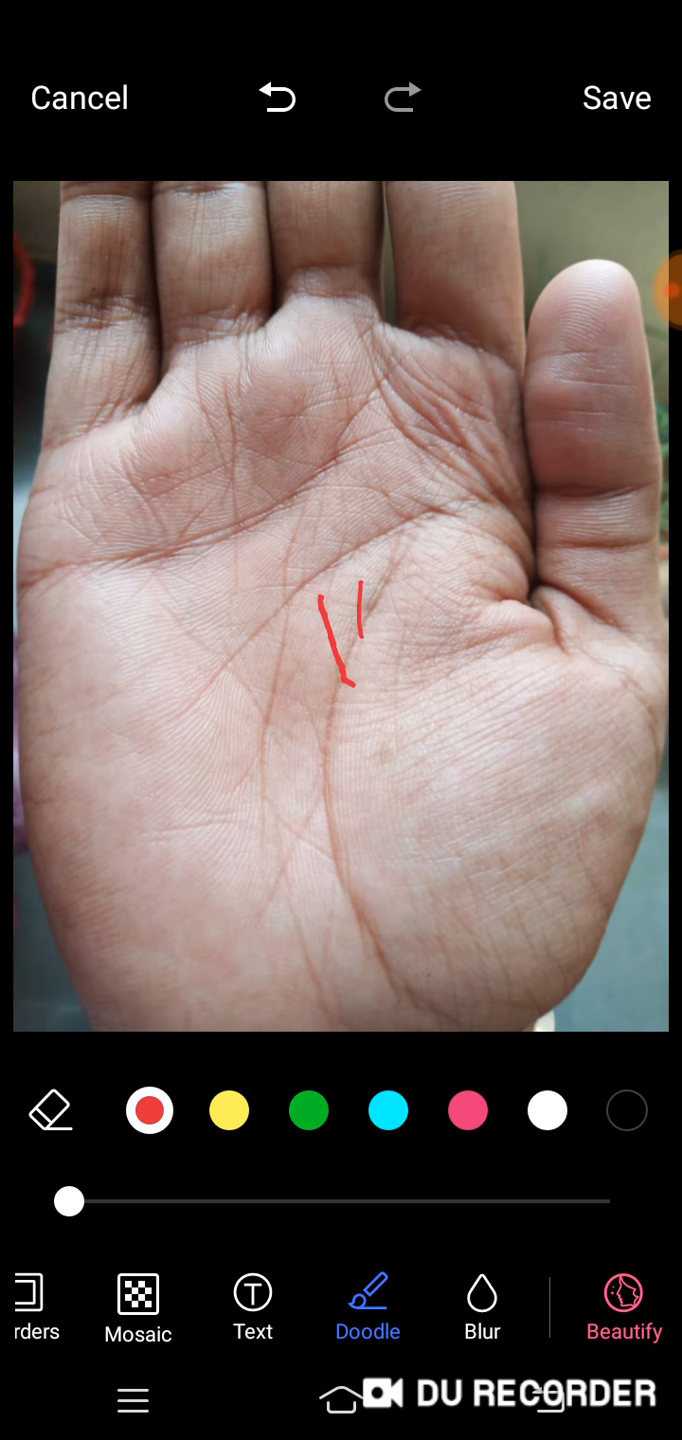 Cancel
Save
rders
Mosaic
Text
Doodle
Blur
Beautify
DU RECORDER